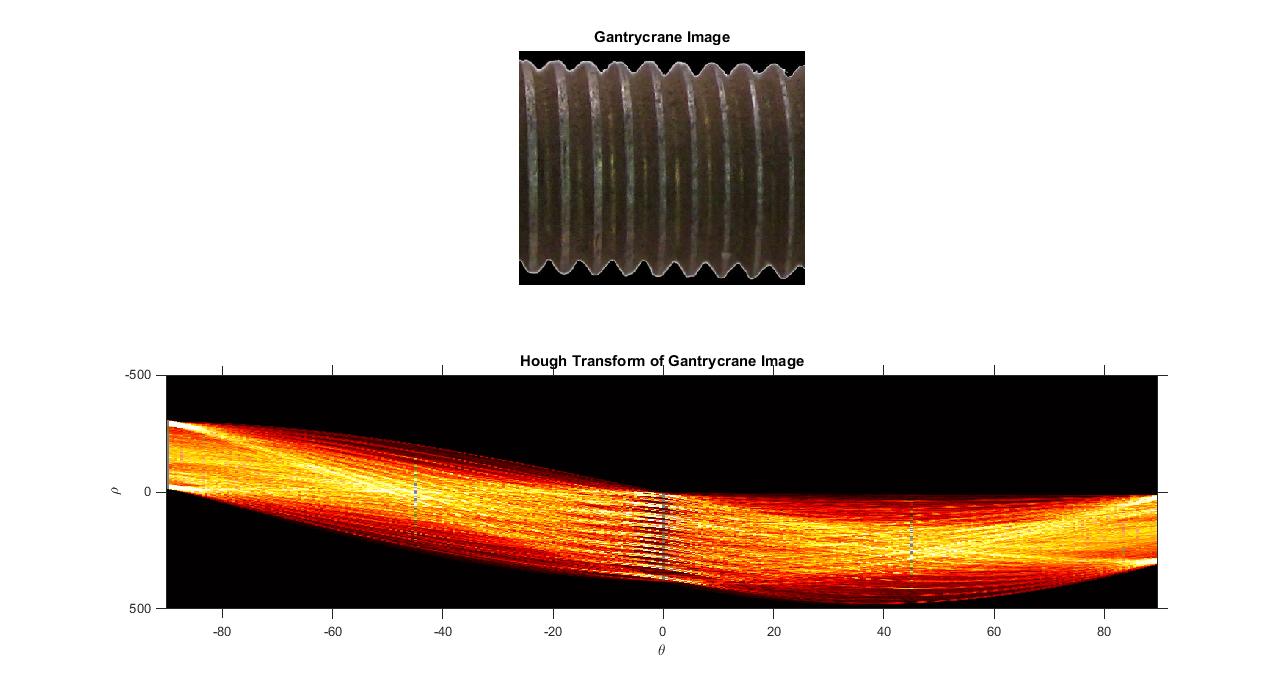 Gantrycrane Image
Hough Transform of Gantrycrane Image
-500
0
500
ρ
-80 -60 -40 -20 0 20 40 60 80
θ